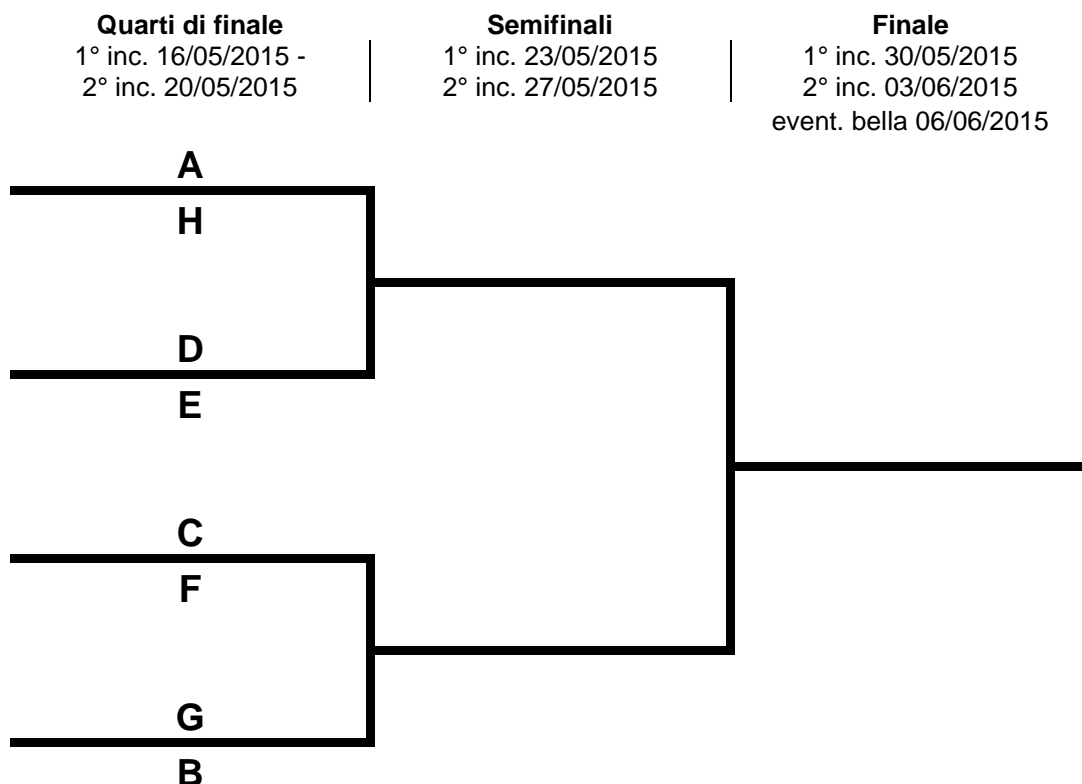 Quarti di finale
1° inc. 16/05/2015 -
2° inc. 20/05/2015
Semifinali
1° inc. 23/05/2015
2° inc. 27/05/2015
Finale
1° inc. 30/05/2015
2° inc. 03/06/2015
event. bella 06/06/2015
A
H
D
E
C
F
G
B